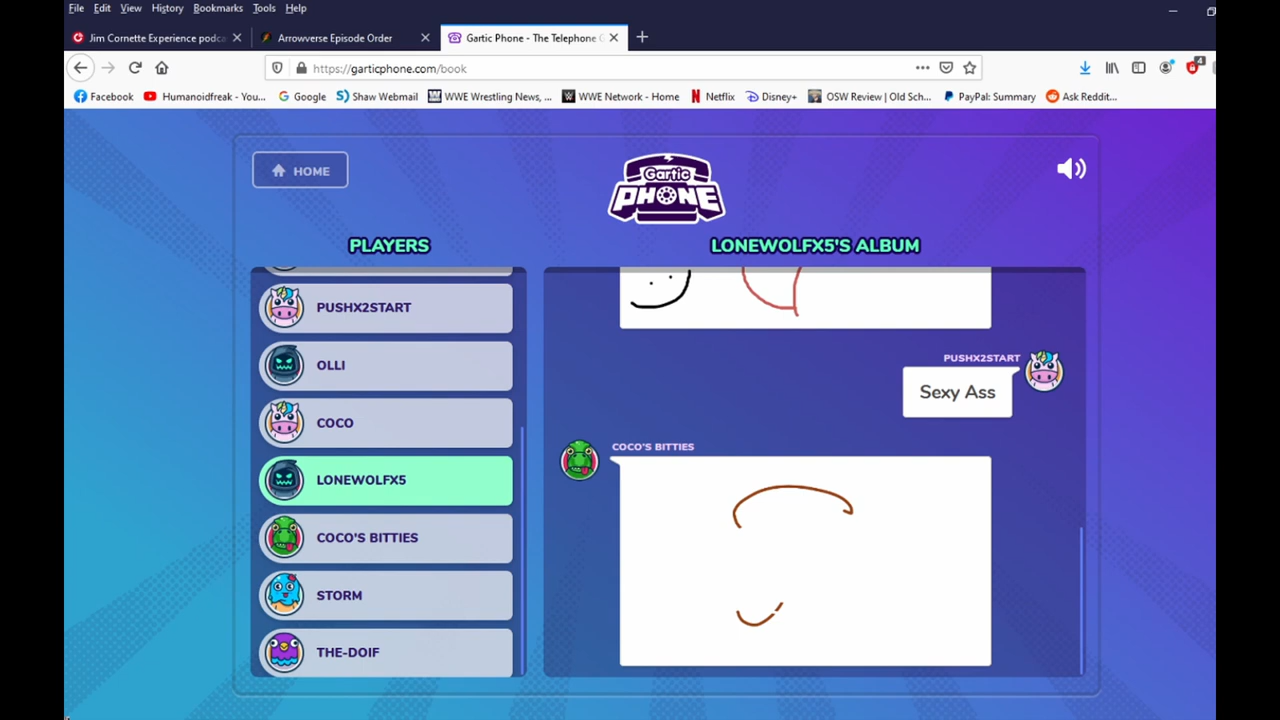 File Edit View History Bookmarks Tools Help
Jim Cornette Experience podca
Arrowverse Episode Order
Gartic Phone - The Telephone G
https://garticphone.com/book
4
Facebook
Humanoidfreak - You...
Google
Shaw Webmail
WWE Wrestling News, ...
WWE Network - Home
Netflix
Disney+
OSW Review | Old Sch...
PayPal: Summary
Ask Reddit...
HOME
Gartic
PHONE
PLAYERS
LONEWOLFX5'S ALBUM
PUSHX2START
OLLI
COCO
LONEWOLFX5
COCO'S BITTIES
STORM
THE-DOIF
PUSHX2START
Sexy Ass
COCO'S BITTIES